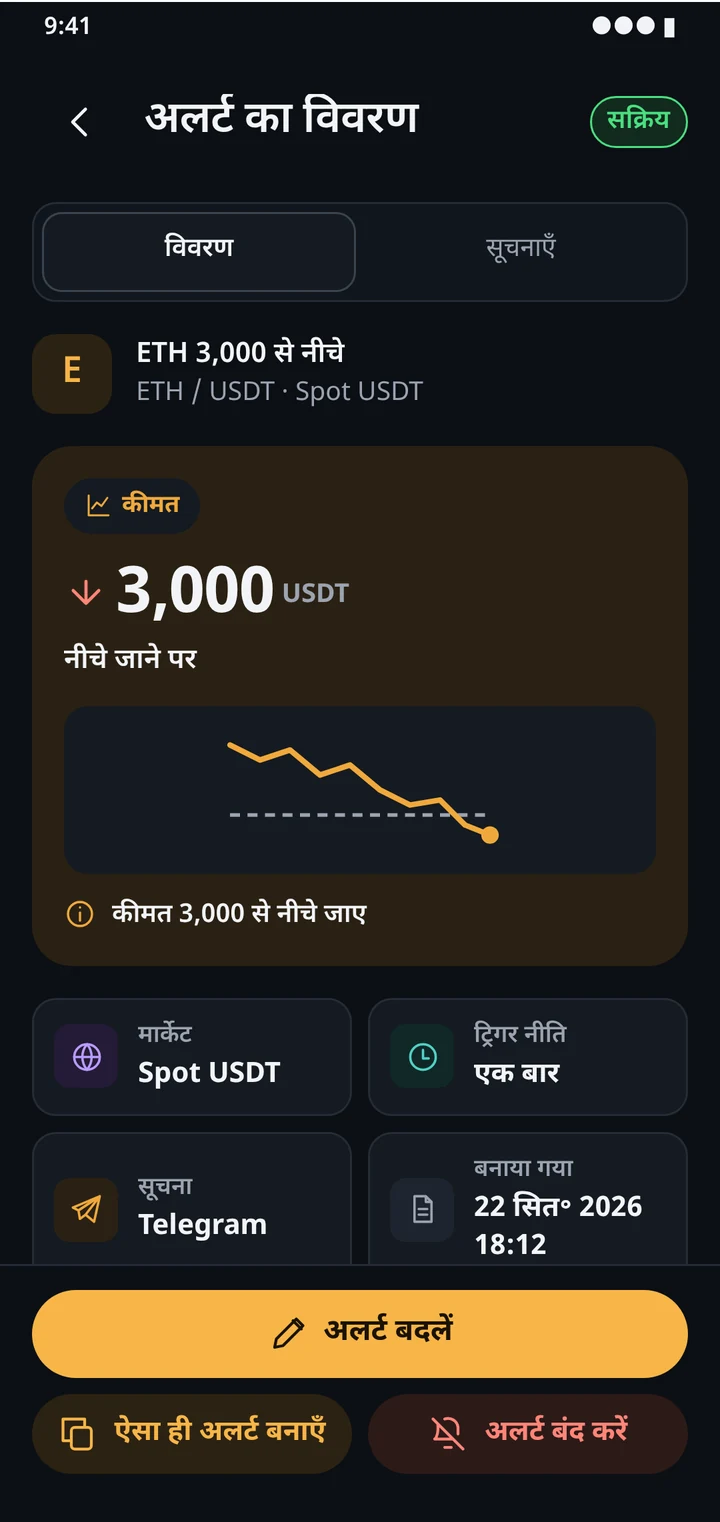 9:41
अलर्ट का विवरण
सक्रिय
विवरण
सूचनाएँ
E
ETH 3,000 से नीचे
ETH / USDT · Spot USDT
कीमत
3,000 USDT
नीचे जाने पर
कीमत 3,000 से नीचे जाए
मार्केट
Spot USDT
ट्रिगर नीति
एक बार
सूचना
Telegram
बनाया गया
22 सित॰ 2026
18:12
अलर्ट बदलें
ऐसा ही अलर्ट बनाएँ
अलर्ट बंद करें